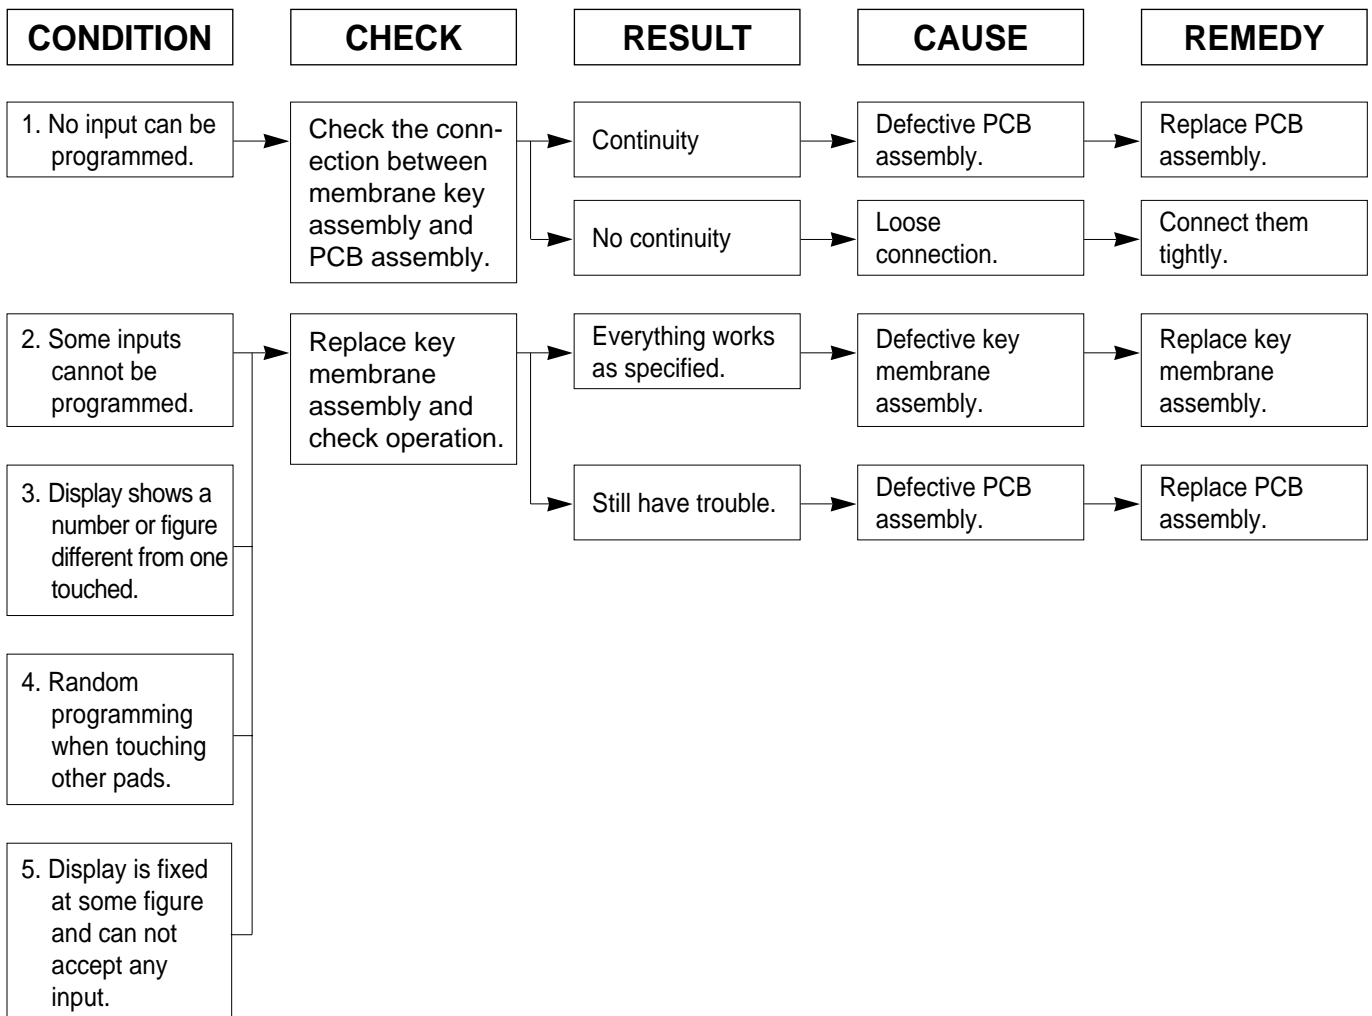 CONDITION
CHECK
RESULT
CAUSE
REMEDY
1. No input can be
programmed.
Check the conn-
ection between
membrane key
assembly and
PCB assembly.
Continuity
Defective PCB
assembly.
Replace PCB
assembly.
No continuity
Loose
connection.
Connect them
tightly.
2. Some inputs
cannot be
programmed.
Replace key
membrane
assembly and
check operation.
Everything works
as specified.
Defective key
membrane
assembly.
Replace key
membrane
assembly.
Still have trouble.
Defective PCB
assembly.
Replace PCB
assembly.
3. Display shows a
number or figure
different from one
touched.
4. Random
programming
when touching
other pads.
5. Display is fixed
at some figure
and can not
accept any
input.